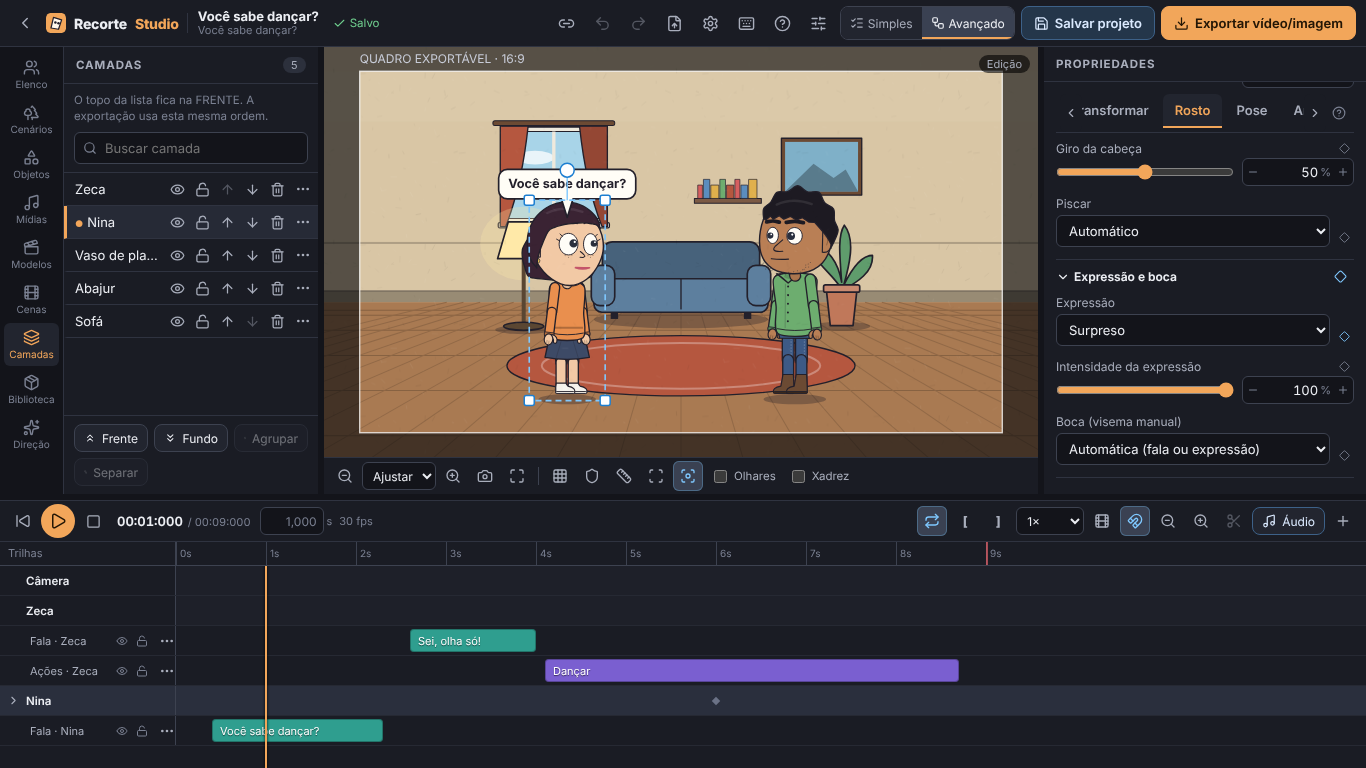 Recorte Studio
Você sabe dançar?
Você sabe dançar?
Salvo
Simples
Avançado
Salvar projeto
Exportar vídeo/imagem
Elenco
Cenários
Objetos
Mídias
Modelos
Cenas
Camadas
Biblioteca
Direção
CAMADAS
5
O topo da lista fica na FRENTE. A
exportação usa esta mesma ordem.
Buscar camada
Zeca
Nina
Vaso de pla...
Abajur
Sofá
Frente
Fundo
Agrupar
Separar
QUADRO EXPORTÁVEL · 16:9
Edição
Você sabe dançar?
Ajustar
Olhares
Xadrez
PROPRIEDADES
ransformar
Rosto
Pose
A
Giro da cabeça
50 %
Piscar
Automático
Expressão e boca
Expressão
Surpreso
Intensidade da expressão
100 %
Boca (visema manual)
Automática (fala ou expressão)
00:01:000 / 00:09:000
1,000 s
30 fps
[ ]
1×
Áudio
Trilhas
0s 1s 2s 3s 4s 5s 6s 7s 8s 9s
Câmera
Zeca
Fala · Zeca
Sei, olha só!
Ações · Zeca
Dançar
Nina
Fala · Nina
Você sabe dançar?